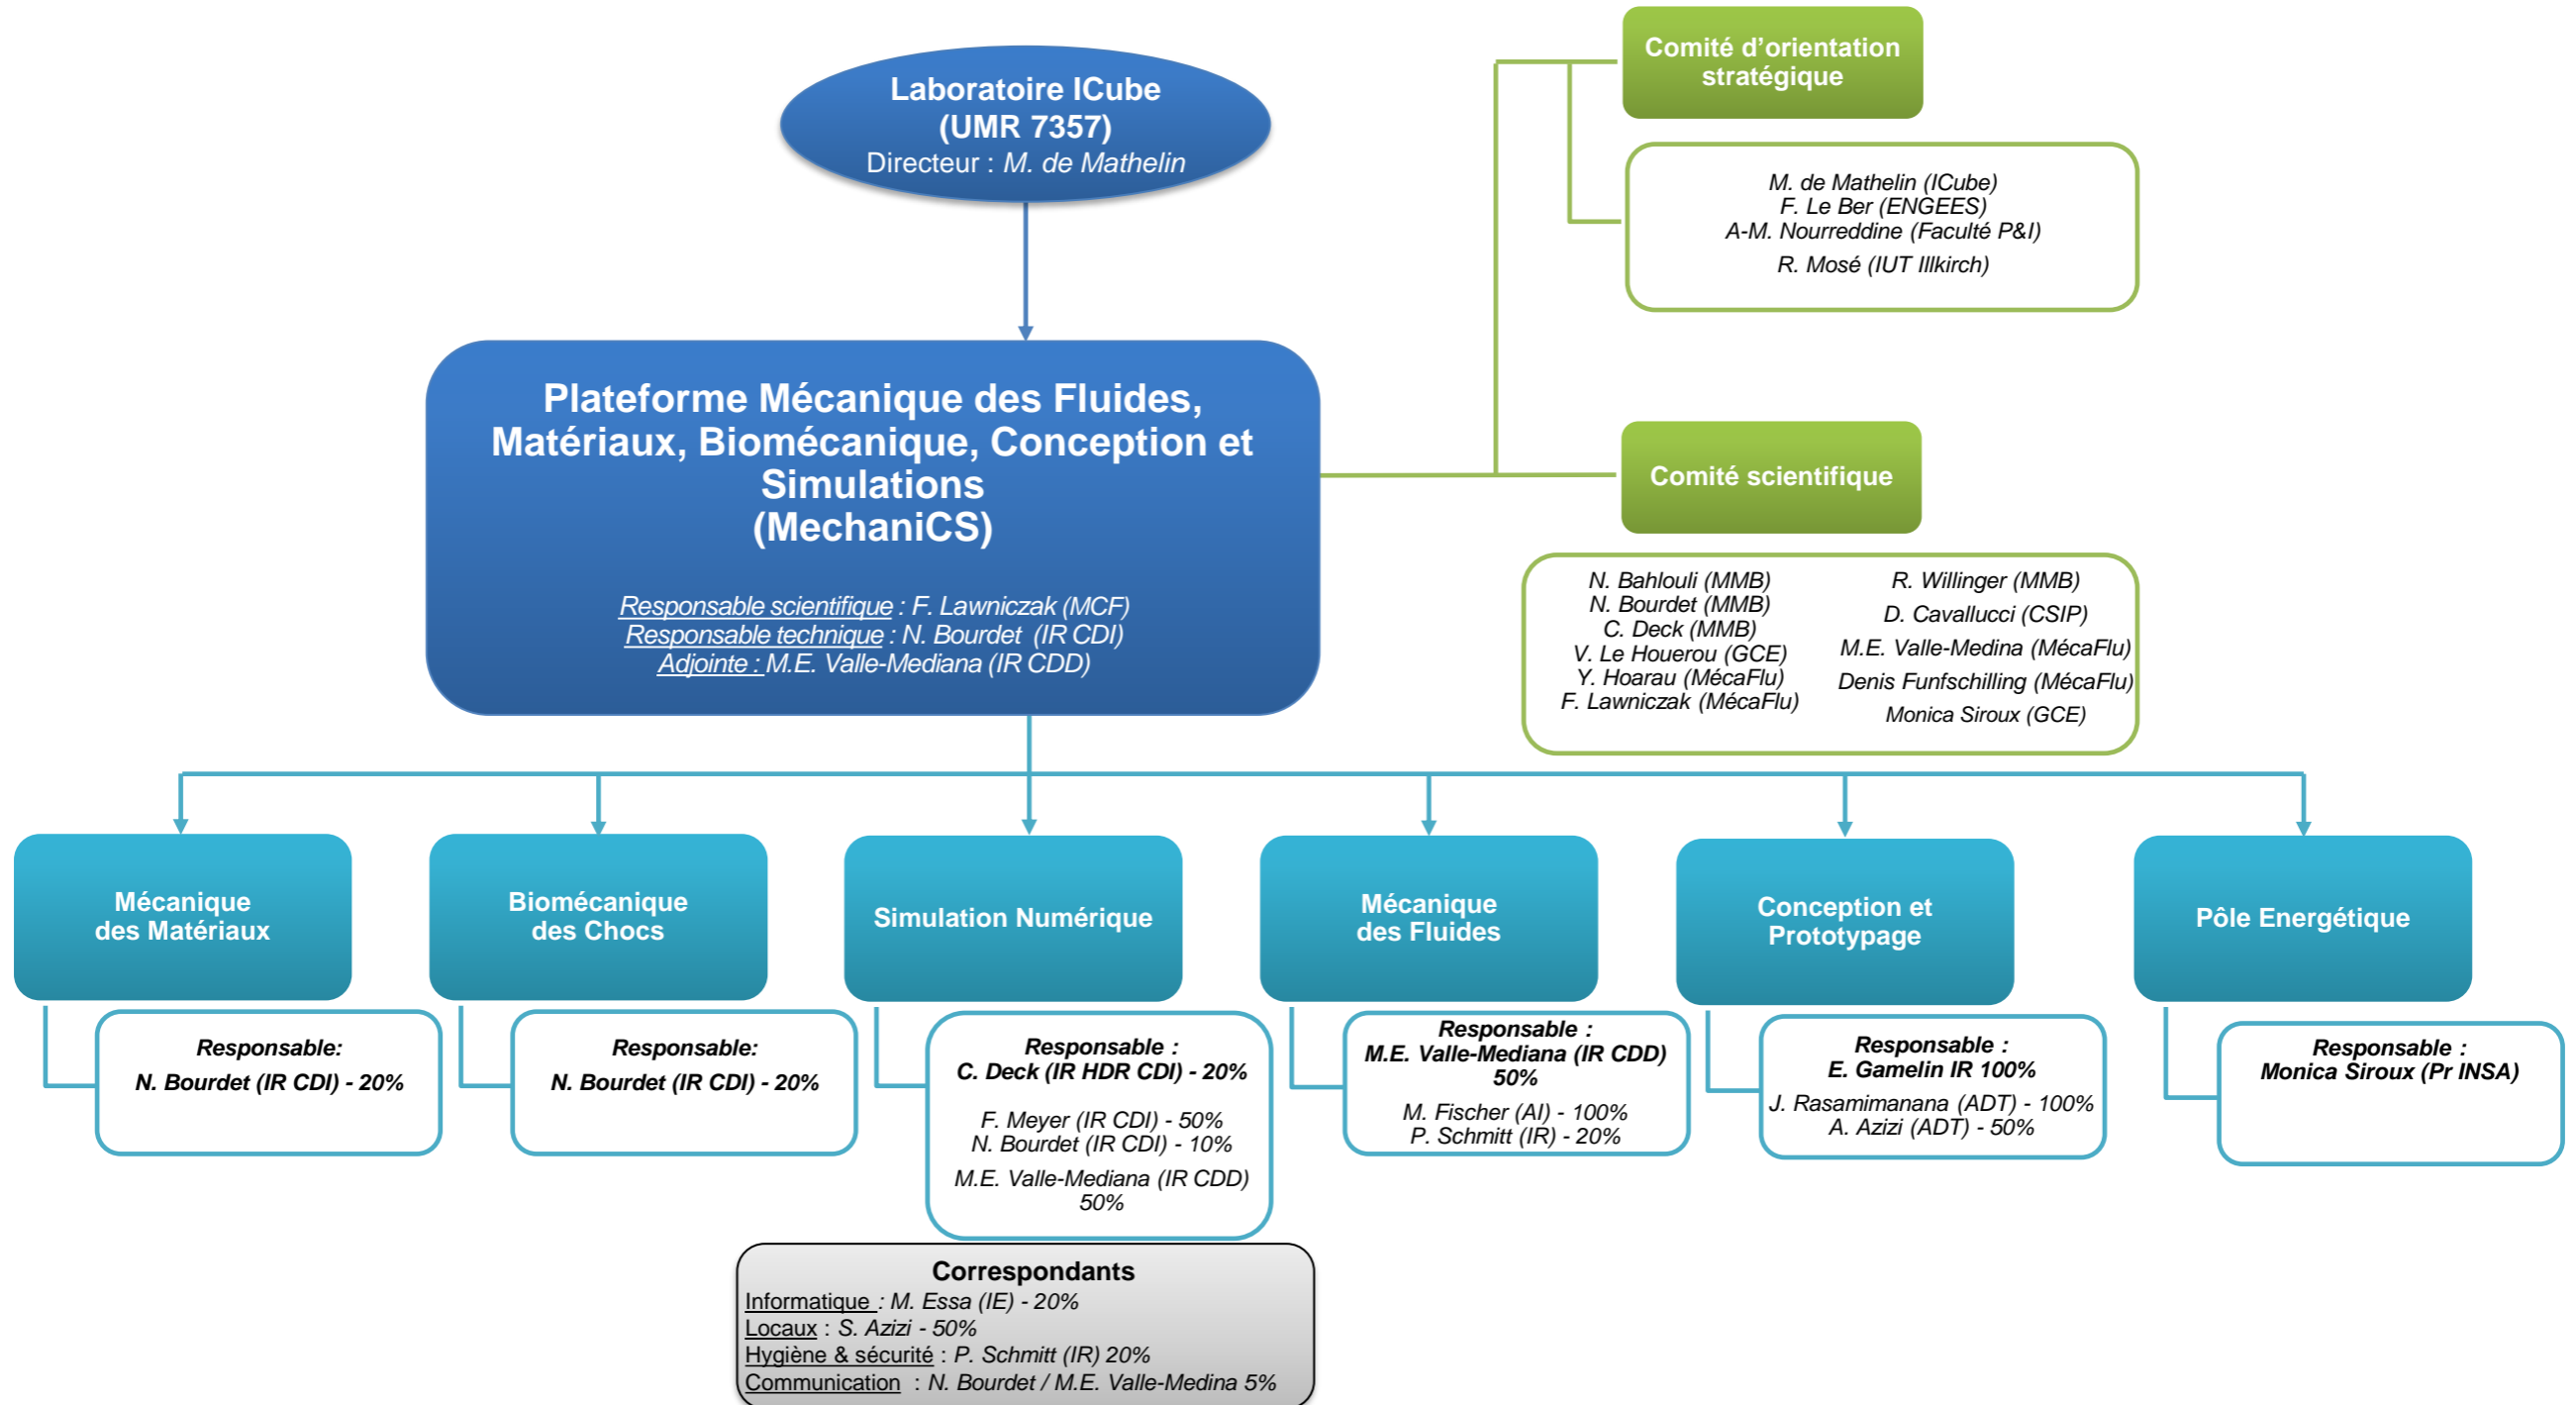 Laboratoire ICube
(UMR 7357)
Directeur : M. de Mathelin
Comité d’orientation
stratégique
M. de Mathelin (ICube)
F. Le Ber (ENGEES)
A-M. Nourreddine (Faculté P&I)
R. Mosé (IUT Illkirch)
Plateforme Mécanique des Fluides,
Matériaux, Biomécanique, Conception et
Simulations
(MechaniCS)
Responsable scientifique : F. Lawniczak (MCF)
Responsable technique : N. Bourdet (IR CDI)
Adjointe : M.E. Valle-Mediana (IR CDD)
Comité scientifique
N. Bahlouli (MMB)
N. Bourdet (MMB)
C. Deck (MMB)
V. Le Houerou (GCE)
Y. Hoarau (MécaFlu)
F. Lawniczak (MécaFlu)
R. Willinger (MMB)
D. Cavallucci (CSIP)
M.E. Valle-Medina (MécaFlu)
Denis Funfschilling (MécaFlu)
Monica Siroux (GCE)
Mécanique
des Matériaux
Responsable:
N. Bourdet (IR CDI) - 20%
Biomécanique
des Chocs
Responsable:
N. Bourdet (IR CDI) - 20%
Simulation Numérique
Responsable :
C. Deck (IR HDR CDI) - 20%
F. Meyer (IR CDI) - 50%
N. Bourdet (IR CDI) - 10%
M.E. Valle-Mediana (IR CDD)
50%
Mécanique
des Fluides
Responsable :
M.E. Valle-Mediana (IR CDD)
50%
M. Fischer (AI) - 100%
P. Schmitt (IR) - 20%
Conception et
Prototypage
Responsable :
E. Gamelin IR 100%
J. Rasamimanana (ADT) - 100%
A. Azizi (ADT) - 50%
Pôle Energétique
Responsable :
Monica Siroux (Pr INSA)
Correspondants
Informatique : M. Essa (IE) - 20%
Locaux : S. Azizi - 50%
Hygiène & sécurité : P. Schmitt (IR) 20%
Communication : N. Bourdet / M.E. Valle-Medina 5%